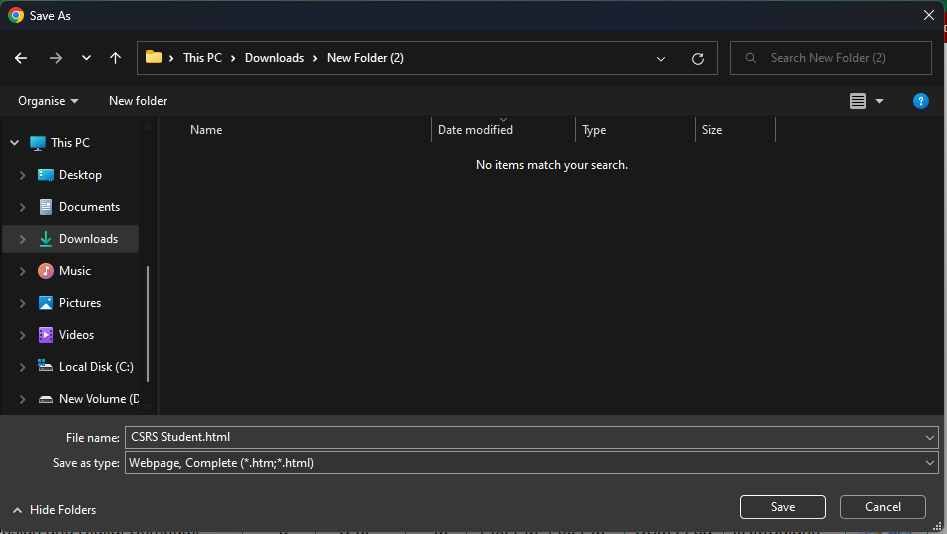 Save As
This PC Downloads New Folder (2)
Search New Folder (2)
Organise New folder
?
Name Date modified Type Size
No items match your search.
This PC
Desktop
Documents
Downloads
Music
Pictures
Videos
Local Disk (C:)
New Volume (D
File name: CSRS Student.html
Save as type: Webpage, Complete (*.htm;*.html)
Hide Folders
Save Cancel